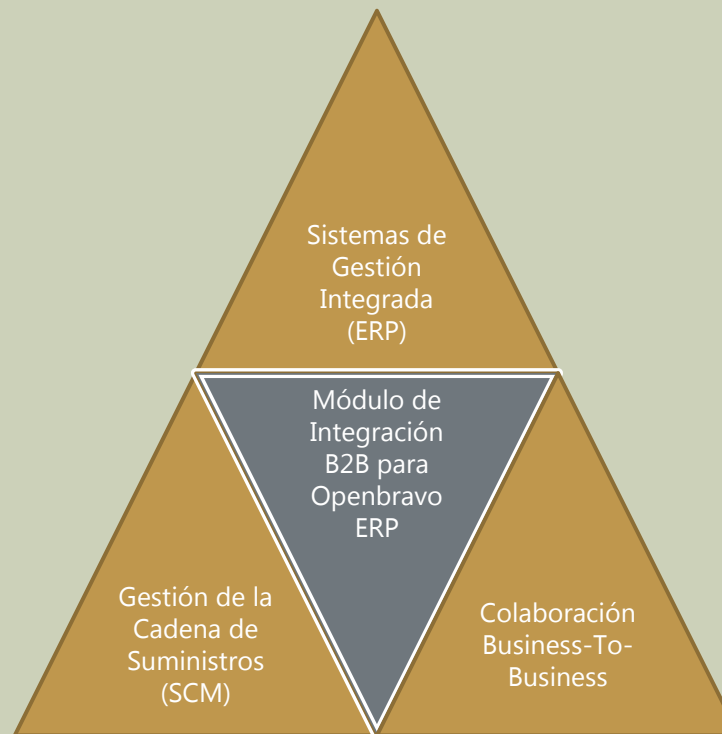 Sistemas de
Gestión
Integrada
(ERP)
Módulo de
Integración
B2B para
Openbravo
ERP
Gestión de la
Cadena de
Suministros
(SCM)
Colaboración
Business-To-
Business